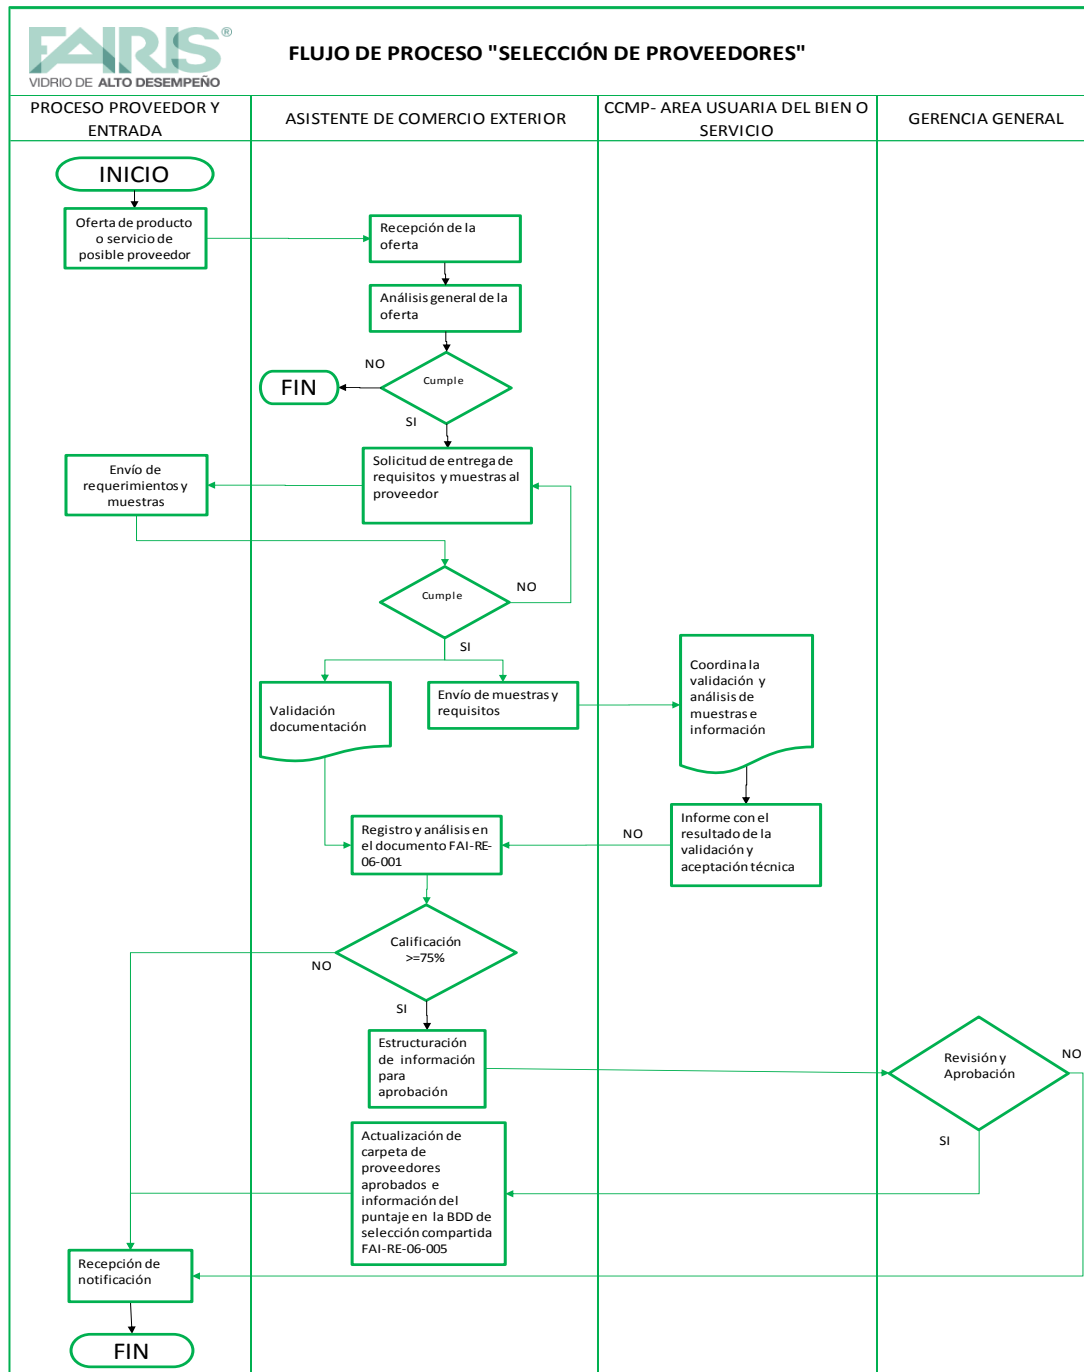 FAIRIS®
VIDRIO DE ALTO DESEMPEÑO
FLUJO DE PROCESO "SELECCIÓN DE PROVEEDORES"
PROCESO PROVEEDOR Y
ENTRADA
ASISTENTE DE COMERCIO EXTERIOR
CCMP- AREA USUARIA DEL BIEN O
SERVICIO
GERENCIA GENERAL
INICIO
Oferta de producto
o servicio de
posible proveedor
Recepción de la
oferta
Análisis general de la
oferta
Cumple
NO
FIN
SI
Solicitud de entrega de
requisitos y muestras al
proveedor
Envío de
requerimientos y
muestras
Cumple
NO
SI
Validación
documentación
Envío de muestras y
requisitos
Coordina la
validación y
análisis de
muestras e
información
Informe con el
resultado de la
validación y
aceptación técnica
NO
Registro y análisis en
el documento FAI-RE-
06-001
Calificación
>=75%
NO
SI
Estructuración
de información
para
aprobación
Revisión y
Aprobación
NO
SI
Actualización de
carpeta de
proveedores
aprobados e
información del
puntaje en la BDD de
selección compartida
FAI-RE-06-005
Recepción de
notificación
FIN